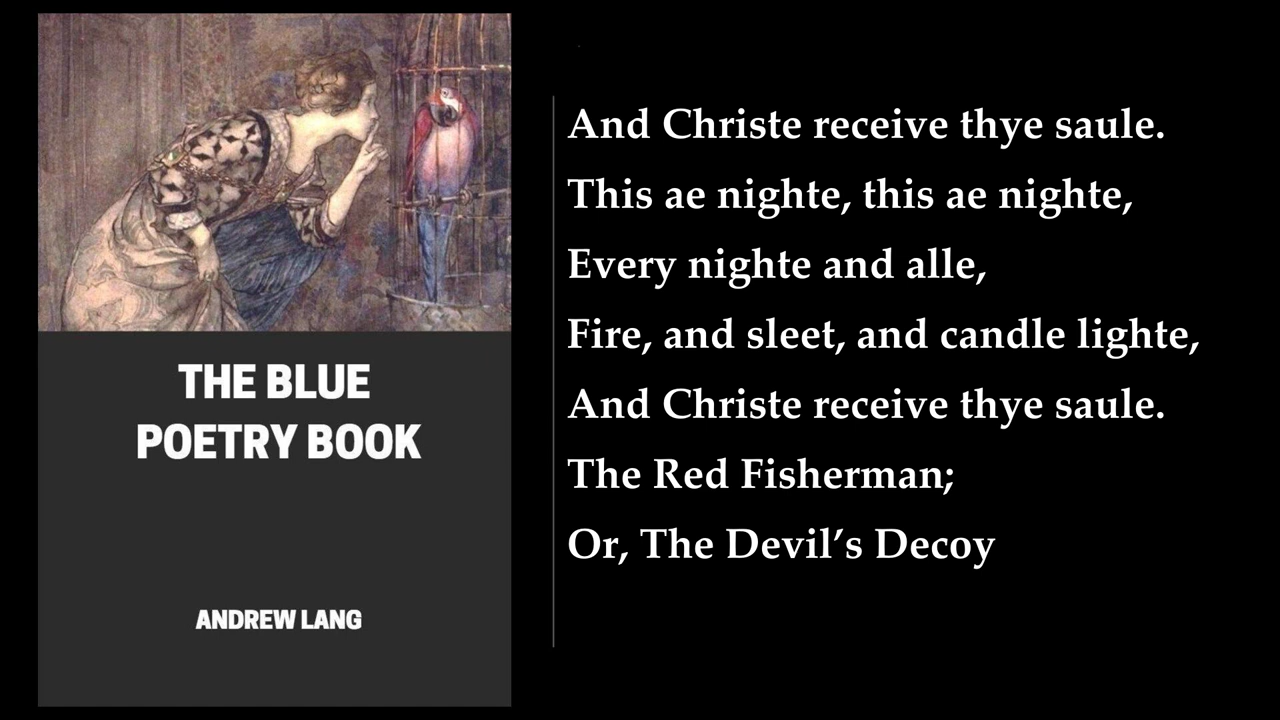 THE BLUE
POETRY BOOK
ANDREW LANG
And Christe receive thye saule.
This ae nighte, this ae nighte,
Every nighte and alle,
Fire, and sleet, and candle lighte,
And Christe receive thye saule.
The Red Fisherman;
Or, The Devil’s Decoy